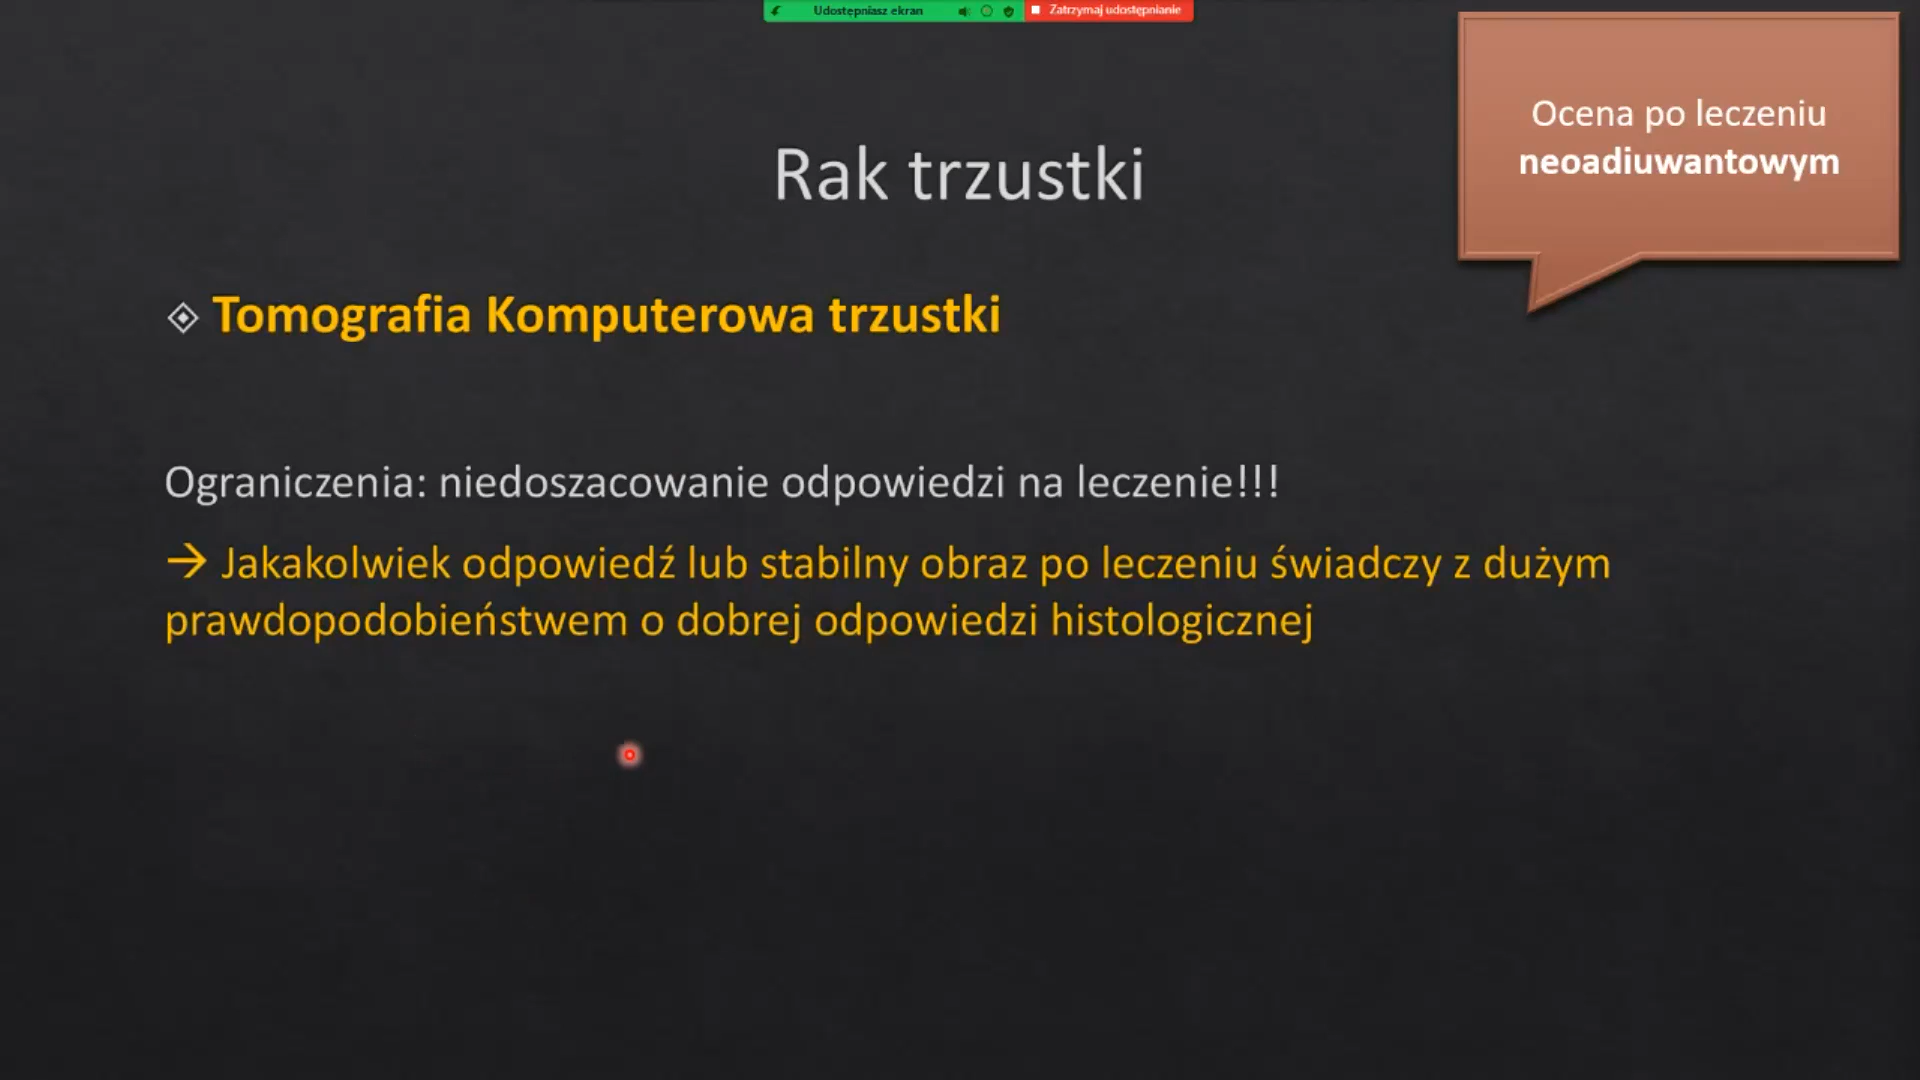 Udostępniasz ekran
Zatrzymaj udostępnianie
Ocena po leczeniu
neoadiuwantowym
Rak trzustki
Tomografia Komputerowa trzustki
Ograniczenia: niedoszacowanie odpowiedzi na leczenie!!!
→ Jakakolwiek odpowiedź lub stabilny obraz po leczeniu świadczy z dużym
prawdopodobieństwem o dobrej odpowiedzi histologicznej